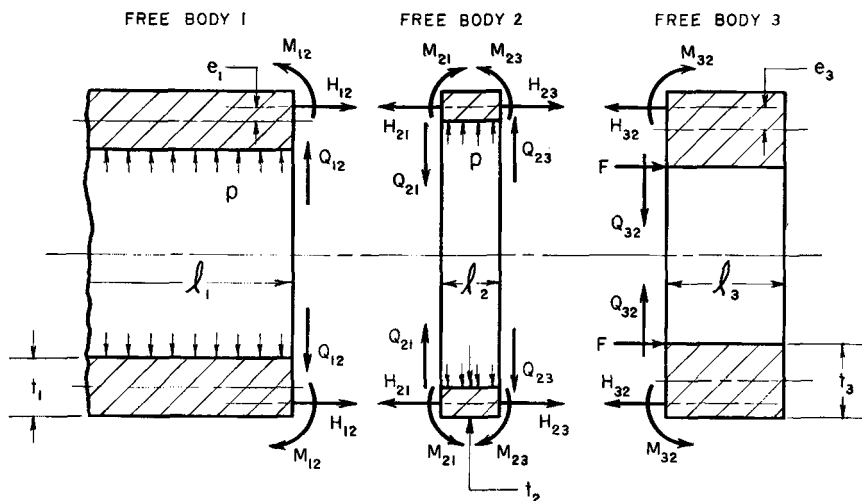 FREE BODY 1
FREE BODY 2
FREE BODY 3
M12
M21
M23
M32
e1
e3
H12
H23
H21
H32
Q12
p
Q21
p
Q23
F
Q32
l1
l2
l3
Q12
Q21
Q23
Q32
F
t1
H12
H21
H23
H32
t3
M12
M21
M23
M32
t2